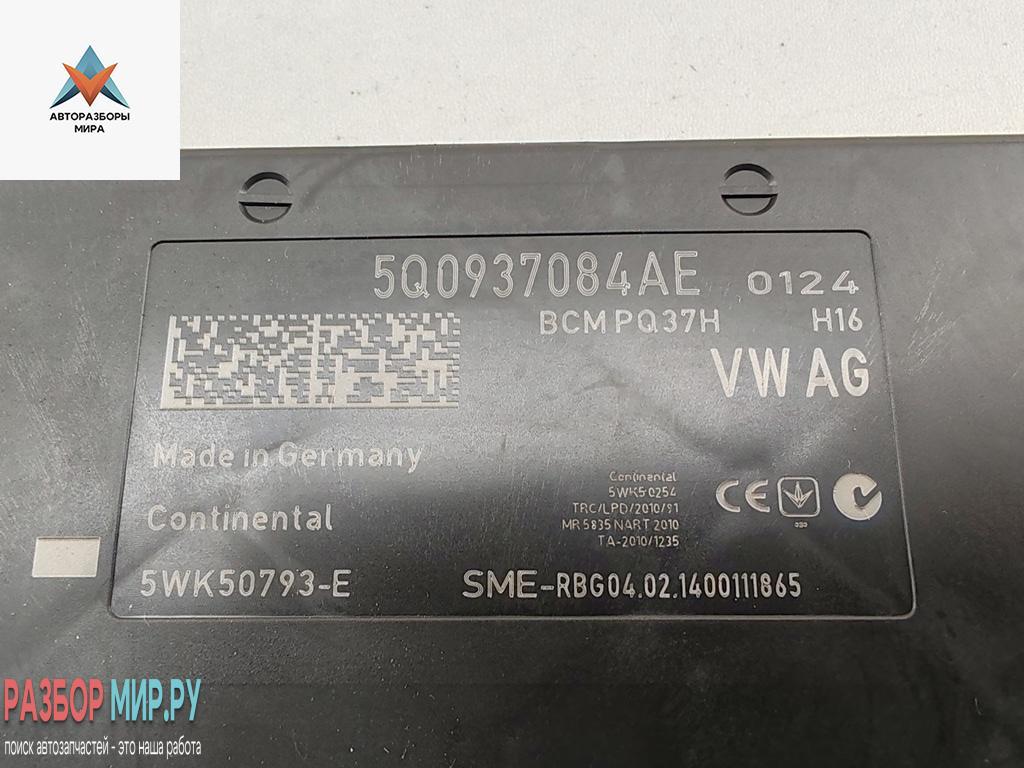 АВТОРАЗБОРЫ
МИРА
5Q0937084AE 0124
BCM PQ37H H16
VW AG
Made in Germany
Continental
5WK50254
TRC/LPD/2010/91
MR 5835 NART 2010
TA-2010/1235
CE
Continental
5WK50793-E
SME-RBG04.02.1400111865
РАЗБОР МИР.РУ
поиск автозапчастей - это наша работа